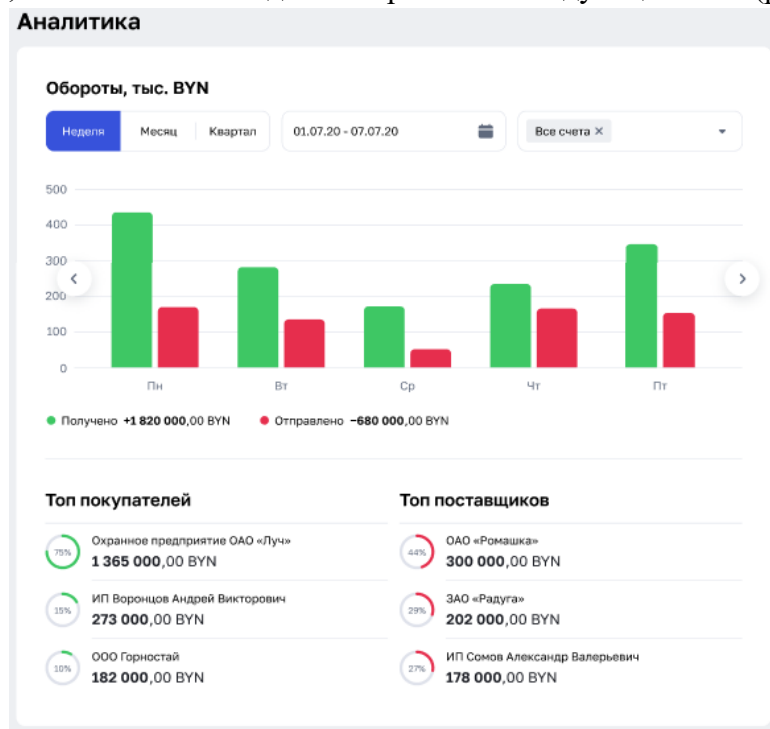 Аналитика
Обороты, тыс. BYN
Неделя Месяц Квартал 01.07.20 - 07.07.20 Все счета ×
500
400
300
200
100
0
Пн Вт Ср Чт Пт
Получено +1 820 000,00 BYN Отправлено −680 000,00 BYN
Топ покупателей
75% Охранное предприятие ОАО «Луч»
1 365 000,00 BYN
15% ИП Воронцов Андрей Викторович
273 000,00 BYN
10% ООО Горностай
182 000,00 BYN
Топ поставщиков
44% ОАО «Ромашка»
300 000,00 BYN
29% ЗАО «Радуга»
202 000,00 BYN
27% ИП Сомов Александр Валерьевич
178 000,00 BYN